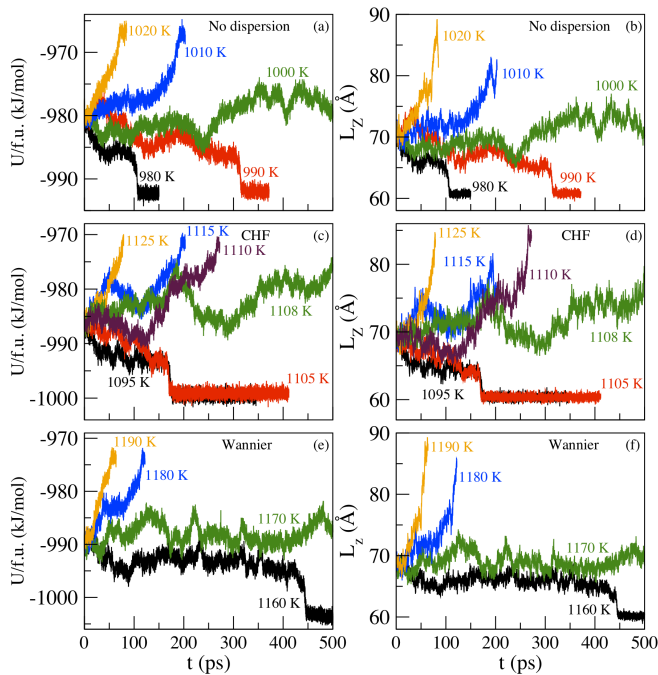 No dispersion (a)
1020 K
1010 K
1000 K
990 K
980 K
-970
-980
-990
U/f.u. (kJ/mol)
No dispersion (b)
1020 K
1010 K
1000 K
990 K
980 K
90
80
70
60
L_Z (Å)
CHF
(c)
1125 K
1115 K
1110 K
1108 K
1095 K
1105 K
-970
-980
-990
-1000
U/f.u. (kJ/mol)
CHF
(d)
1125 K
1115 K
1110 K
1108 K
1095 K
1105 K
80
70
60
L_Z (Å)
Wannier (e)
1190 K
1180 K
1170 K
1160 K
-970
-980
-990
-1000
U/f.u. (kJ/mol)
0 100 200 300 400 500
t (ps)
Wannier (f)
1190 K
1180 K
1170 K
1160 K
90
80
70
60
L_Z (Å)
0 100 200 300 400 500
t (ps)